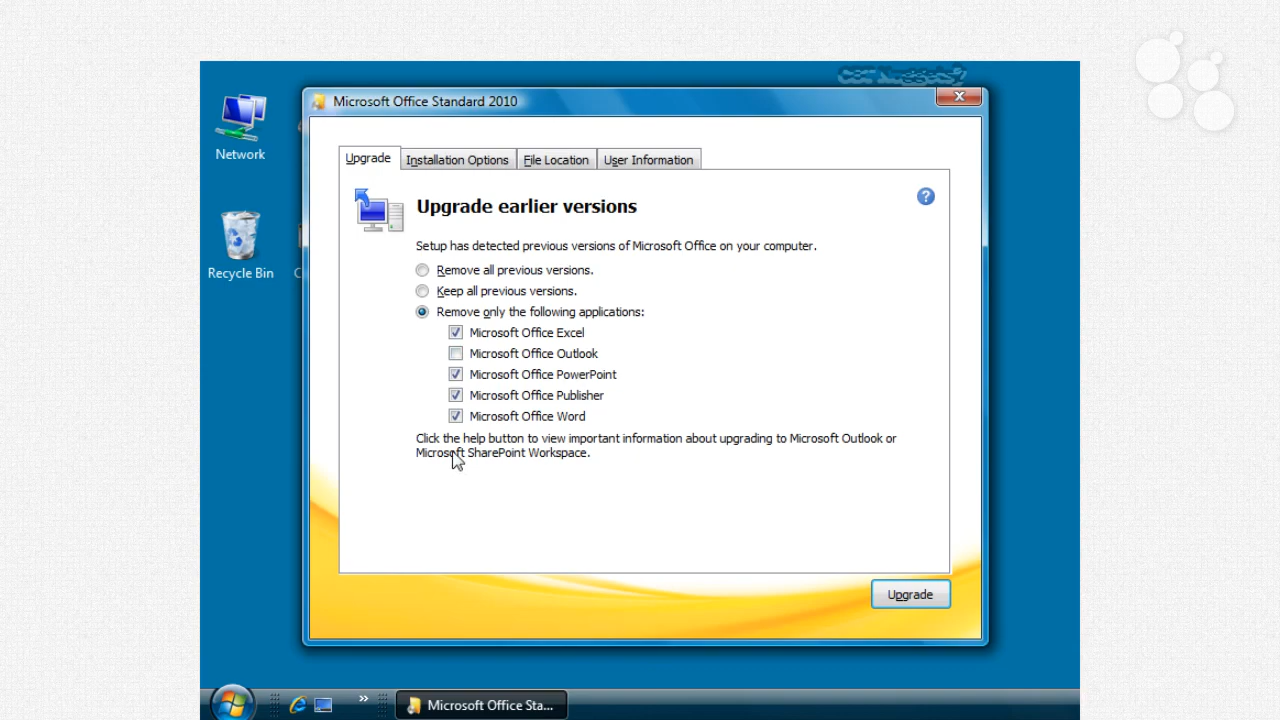 Network
Recycle Bin
Microsoft Office Standard 2010
Upgrade
Installation Options
File Location
User Information
Upgrade earlier versions
Setup has detected previous versions of Microsoft Office on your computer.
Remove all previous versions.
Keep all previous versions.
Remove only the following applications:
Microsoft Office Excel
Microsoft Office Outlook
Microsoft Office PowerPoint
Microsoft Office Publisher
Microsoft Office Word
Click the help button to view important information about upgrading to Microsoft Outlook or
Microsoft SharePoint Workspace.
Upgrade
Microsoft Office Sta...